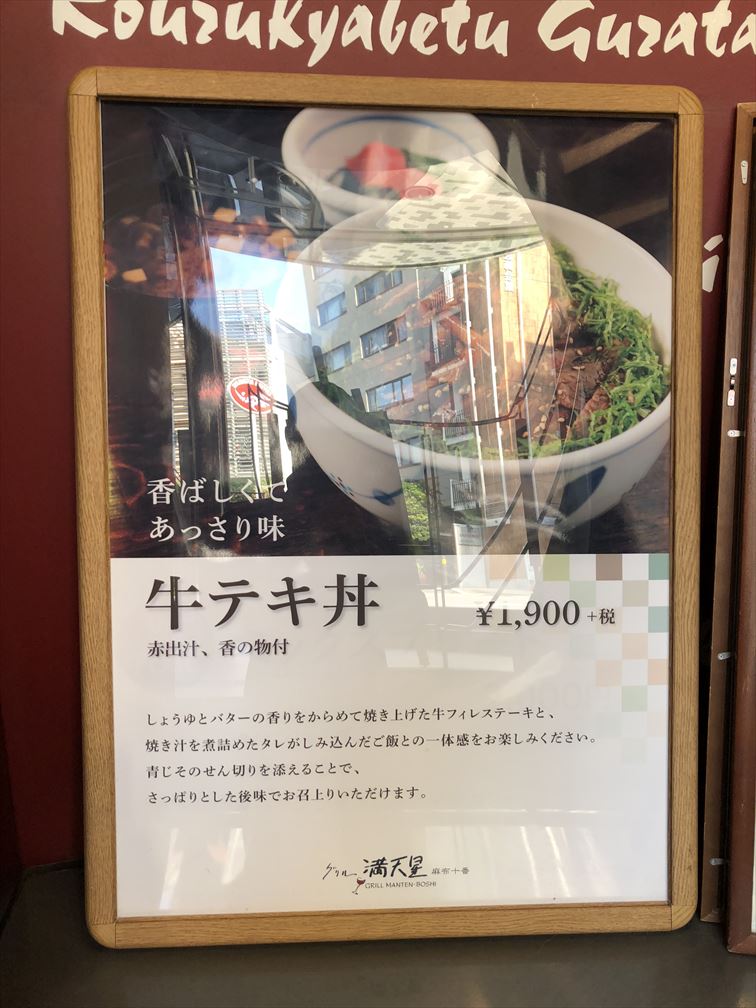 Rourukyabetu Gurata
香ばしくて
あっさり味
牛テキ丼
¥1,900 +税
赤出汁、香の物付
しょうゆとバターの香りをからめて焼き上げた牛フィレステーキと、
焼き汁を煮詰めたタレがしみ込んだご飯との一体感をお楽しみください。
青じそのせん切りを添えることで、
さっぱりとした後味でお召上りいただけます。
グリル 満天星 麻布十番
GRILL MANTEN-BOSHI